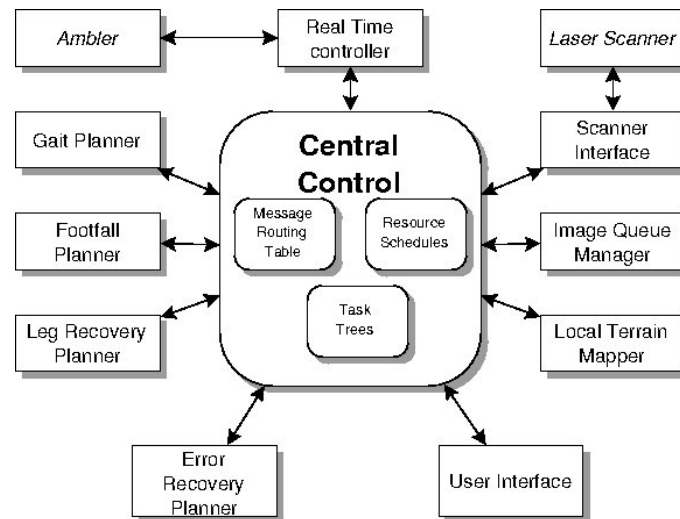 Ambler
Real Time
controller
Laser Scanner
Gait Planner
Central
Control
Scanner
Interface
Message
Routing
Table
Resource
Schedules
Footfall
Planner
Image Queue
Manager
Task
Trees
Leg Recovery
Planner
Local Terrain
Mapper
Error
Recovery
Planner
User Interface